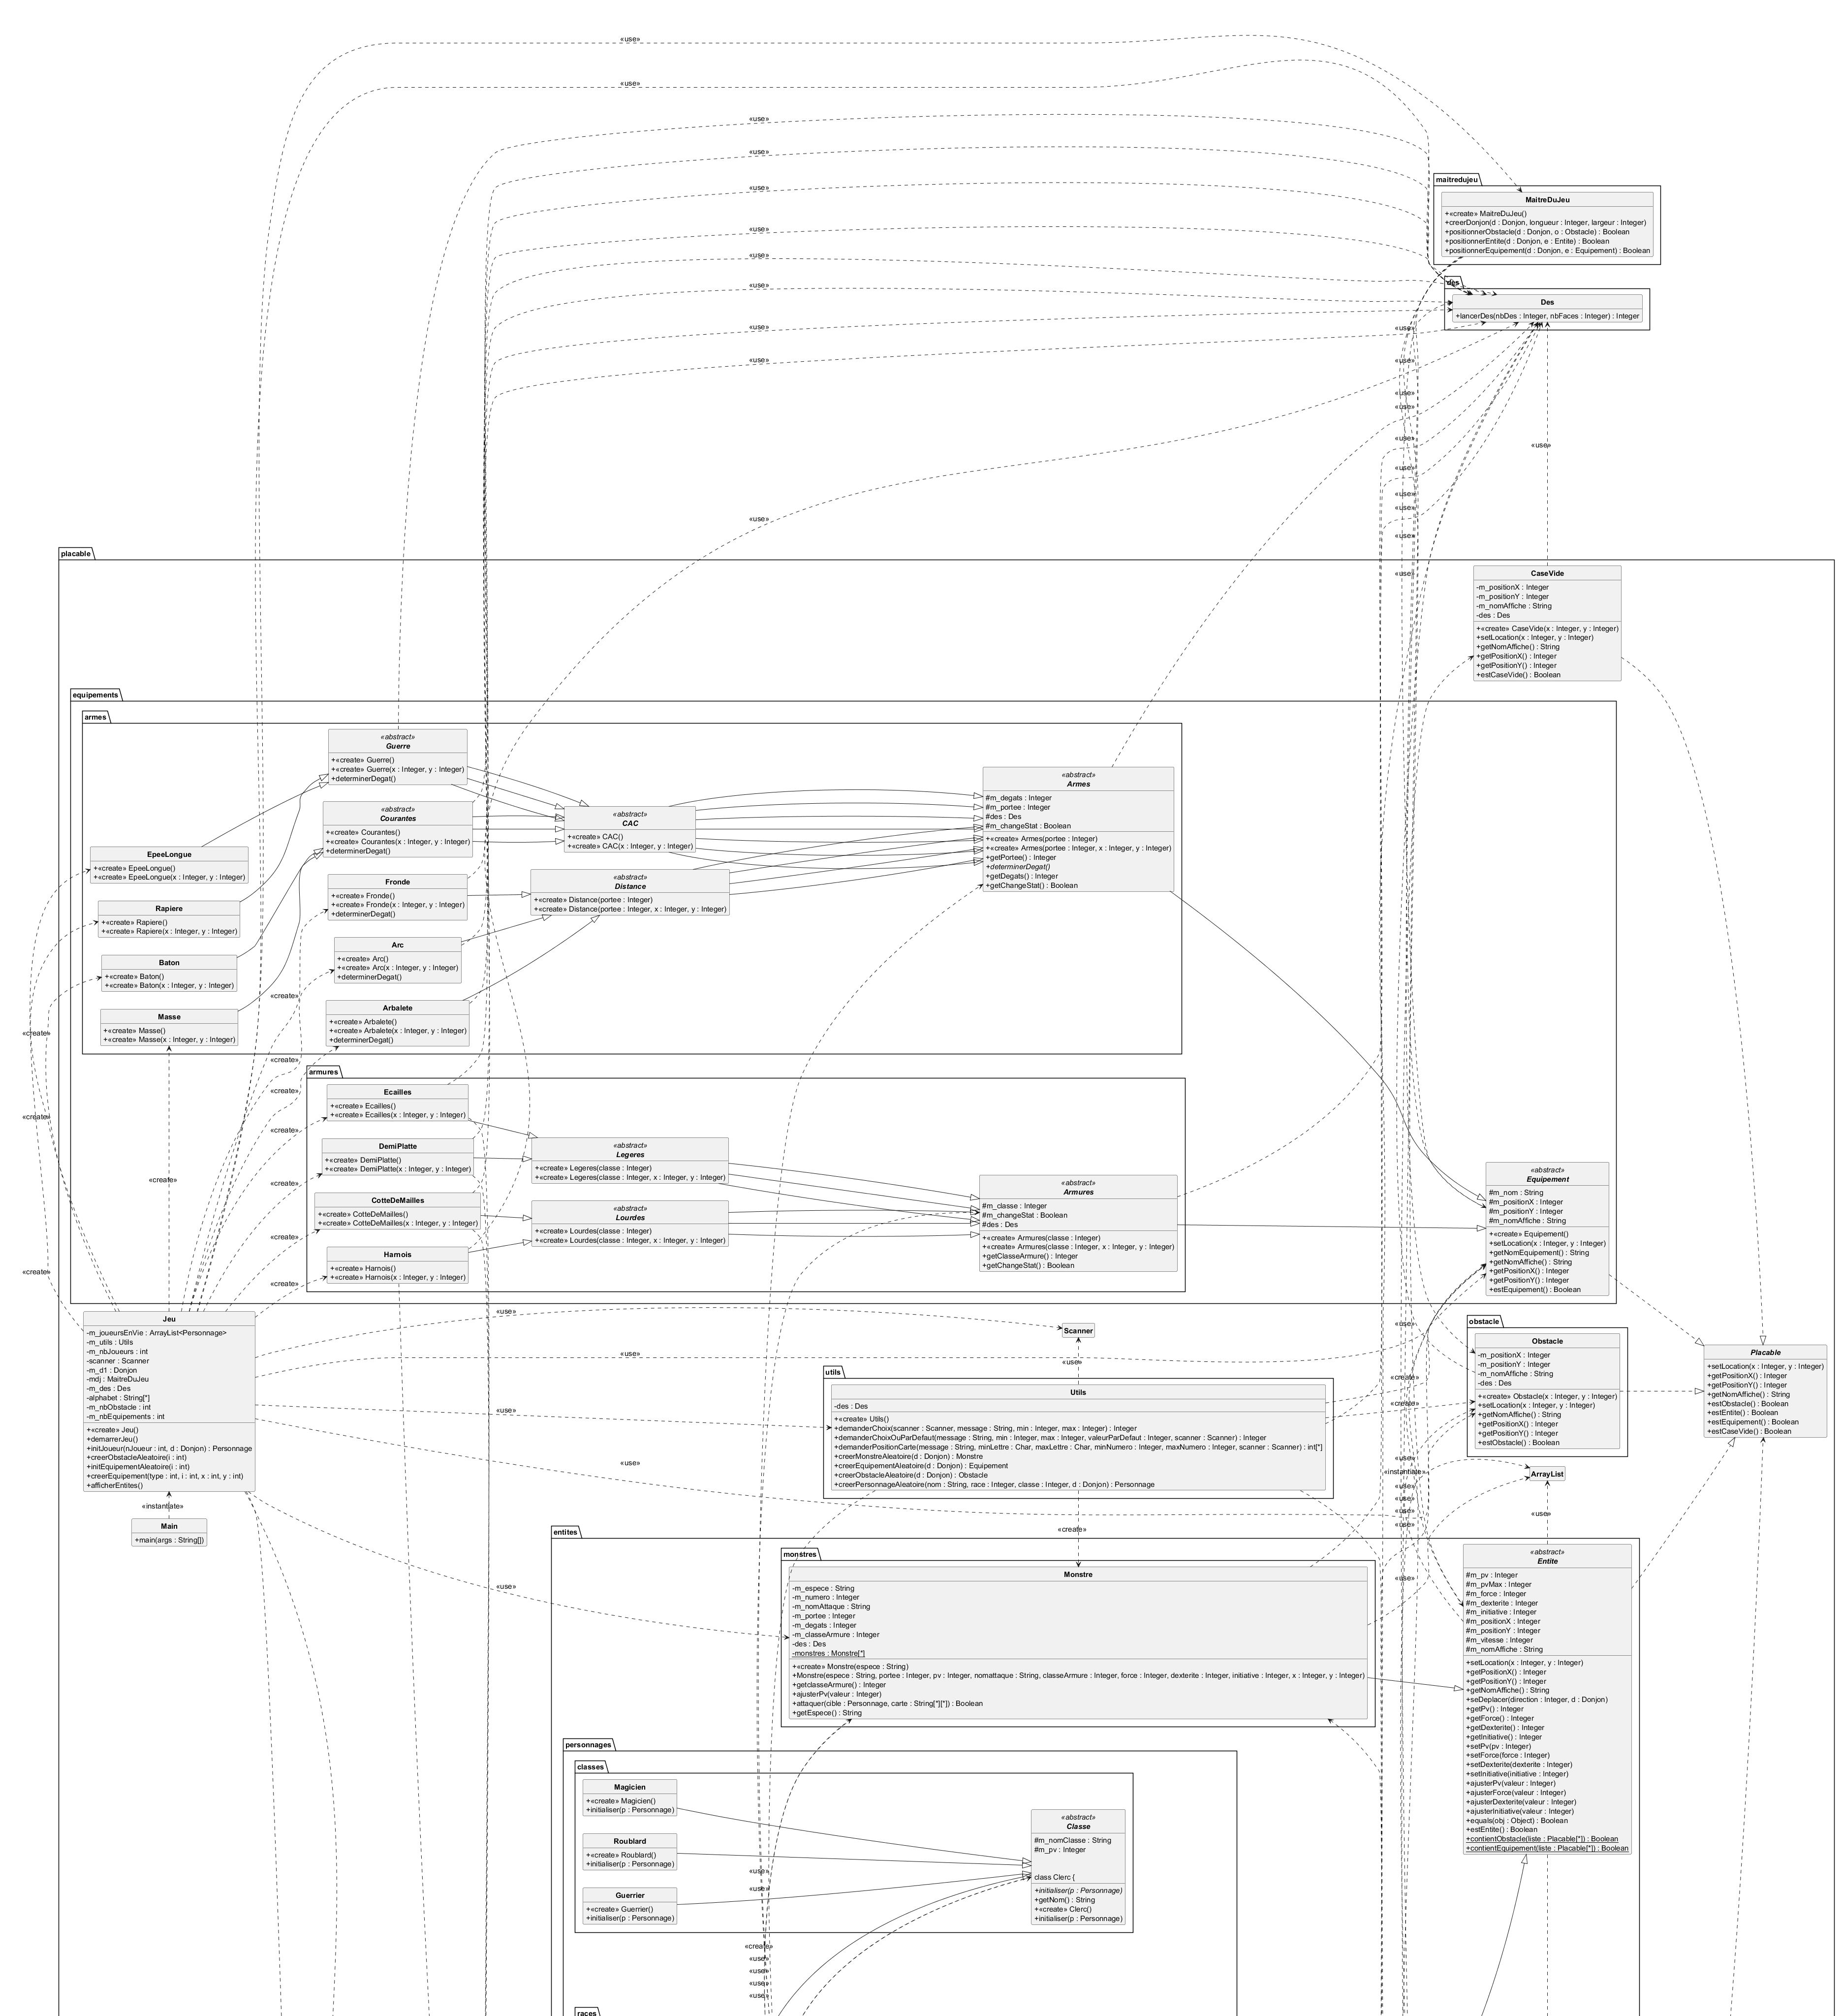 «use»
«use»
«use»
«use»
«use»
«use»
«use»
«use»
«use»
«use»
maitredujeu
MaitreDuJeu
+«create» MaitreDuJeu()
+creerDonjon(d : Donjon, longueur : Integer, largeur : Integer)
+positionnerObstacle(d : Donjon, o : Obstacle) : Boolean
+positionnerEntite(d : Donjon, e : Entite) : Boolean
+positionnerEquipement(d : Donjon, e : Equipement) : Boolean
des
Des
+lancerDes(nbDes : Integer, nbFaces : Integer) : Integer
«use»
«use»
«use»
«use»
«use»
«use»
«use»
«use»
«use»
«use»
placable
CaseVide
-m_positionX : Integer
-m_positionY : Integer
-m_nomAffiche : String
-des : Des
+«create» CaseVide(x : Integer, y : Integer)
+setLocation(x : Integer, y : Integer)
+getNomAffiche() : String
+getPositionX() : Integer
+getPositionY() : Integer
+estCaseVide() : Boolean
equipements
armes
«abstract»
Guerre
+«create» Guerre()
+«create» Guerre(x : Integer, y : Integer)
+determinerDegat()
«abstract»
Courantes
+«create» Courantes()
+«create» Courantes(x : Integer, y : Integer)
+determinerDegat()
«abstract»
CAC
+«create» CAC()
+«create» CAC(x : Integer, y : Integer)
«abstract»
Armes
#m_degats : Integer
#m_portee : Integer
#des : Des
#m_changeStat : Boolean
+«create» Armes(portee : Integer)
+«create» Armes(portee : Integer, x : Integer, y : Integer)
+getPortee() : Integer
+determinerDegat()
+getDegats() : Integer
+getChangeStat() : Boolean
EpeeLongue
+«create» EpeeLongue()
+«create» EpeeLongue(x : Integer, y : Integer)
Fronde
+«create» Fronde()
+«create» Fronde(x : Integer, y : Integer)
+determinerDegat()
«abstract»
Distance
+«create» Distance(portee : Integer)
+«create» Distance(portee : Integer, x : Integer, y : Integer)
Rapiere
+«create» Rapiere()
+«create» Rapiere(x : Integer, y : Integer)
Arc
+«create» Arc()
+«create» Arc(x : Integer, y : Integer)
+determinerDegat()
Baton
+«create» Baton()
+«create» Baton(x : Integer, y : Integer)
Arbalete
+«create» Arbalete()
+«create» Arbalete(x : Integer, y : Integer)
+determinerDegat()
Masse
+«create» Masse()
+«create» Masse(x : Integer, y : Integer)
«create»
«create»
«create»
«create»
«create»
«create»
«create»
«create»
«create»
«create»
«create»
armures
Ecailles
+«create» Ecailles()
+«create» Ecailles(x : Integer, y : Integer)
DemiPlatte
+«create» DemiPlatte()
+«create» DemiPlatte(x : Integer, y : Integer)
CotteDeMailles
+«create» CotteDeMailles()
+«create» CotteDeMailles(x : Integer, y : Integer)
Harnois
+«create» Harnois()
+«create» Harnois(x : Integer, y : Integer)
«abstract»
Legeres
+«create» Legeres(classe : Integer)
+«create» Legeres(classe : Integer, x : Integer, y : Integer)
«abstract»
Lourdes
+«create» Lourdes(classe : Integer)
+«create» Lourdes(classe : Integer, x : Integer, y : Integer)
«abstract»
Armures
#m_classe : Integer
#m_changeStat : Boolean
#des : Des
+«create» Armures(classe : Integer)
+«create» Armures(classe : Integer, x : Integer, y : Integer)
+getClasseArmure() : Integer
+getChangeStat() : Boolean
«abstract»
Equipement
#m_nom : String
#m_positionX : Integer
#m_positionY : Integer
#m_nomAffiche : String
+«create» Equipement()
+setLocation(x : Integer, y : Integer)
+getNomEquipement() : String
+getNomAffiche() : String
+getPositionX() : Integer
+getPositionY() : Integer
+estEquipement() : Boolean
Jeu
-m_joueursEnVie : ArrayList<Personnage>
-m_utils : Utils
-m_nbJoueurs : int
-scanner : Scanner
-m_d1 : Donjon
-mdj : MaitreDuJeu
-m_des : Des
-alphabet : String[*]
-m_nbObstacle : int
-m_nbEquipements : int
+«create» Jeu()
+demarrerJeu()
+initJoueur(nJoueur : int, d : Donjon) : Personnage
+creerObstacleAleatoire(i : int)
+initEquipementAleatoire(i : int)
+creerEquipement(type : int, i : int, x : int, y : int)
+afficherEntites()
«instantiate»
Main
+main(args : String[])
«use»
«use»
«use»
«use»
«use»
Scanner
«use»
utils
Utils
-des : Des
+«create» Utils()
+demanderChoix(scanner : Scanner, message : String, min : Integer, max : Integer) : Integer
+demanderChoixOuParDefaut(message : String, min : Integer, max : Integer, valeurParDefaut : Integer, scanner : Scanner) : Integer
+demanderPositionCarte(message : String, minLettre : Char, maxLettre : Char, minNumero : Integer, maxNumero : Integer, scanner : Scanner) : int[*]
+creerMonstreAleatoire(d : Donjon) : Monstre
+creerEquipementAleatoire(d : Donjon) : Equipement
+creerObstacleAleatoire(d : Donjon) : Obstacle
+creerPersonnageAleatoire(nom : String, race : Integer, classe : Integer, d : Donjon) : Personnage
«create»
«create»
«create»
«use»
«instantiate»
«use»
«use»
«use»
«use»
«use»
obstacle
Obstacle
-m_positionX : Integer
-m_positionY : Integer
-m_nomAffiche : String
-des : Des
+«create» Obstacle(x : Integer, y : Integer)
+setLocation(x : Integer, y : Integer)
+getNomAffiche() : String
+getPositionX() : Integer
+getPositionY() : Integer
+estObstacle() : Boolean
Placable
+setLocation(x : Integer, y : Integer)
+getPositionX() : Integer
+getPositionY() : Integer
+getNomAffiche() : String
+estObstacle() : Boolean
+estEntite() : Boolean
+estEquipement() : Boolean
+estCaseVide() : Boolean
ArrayList
«use»
entites
monstres
Monstre
-m_espece : String
-m_numero : Integer
-m_nomAttaque : String
-m_portee : Integer
-m_degats : Integer
-m_classeArmure : Integer
-des : Des
-monstres : Monstre[*]
+«create» Monstre(espece : String)
+Monstre(espue : String, portee : Integer, pv : Integer, nomattaque : String, classeArmure : Integer, force : Integer, dexterite : Integer, initiative : Integer, x : Integer, y : Integer)
+getclasseArmure() : Integer
+ajusterPv(valeur : Integer)
+attaquer(cible : Personnage, carte : String[*][*]) : Boolean
+getEspece() : String
«abstract»
Entite
#m_pv : Integer
#m_pvMax : Integer
#m_force : Integer
#m_dexterite : Integer
#m_initiative : Integer
#m_positionX : Integer
#m_positionY : Integer
#m_vitesse : Integer
#m_nomAffiche : String
+setLocation(x : Integer, y : Integer)
+getPositionX() : Integer
+getPositionY() : Integer
+getNomAffiche() : String
+seDeplacer(direction : Integer, d : Donjon)
+getPv() : Integer
+getForce() : Integer
+getDexterite() : Integer
+getInitiative() : Integer
+setPv(pv : Integer)
+setForce(force : Integer)
+setDexterite(dexterite : Integer)
+setInitiative(initiative : Integer)
+ajusterPv(valeur : Integer)
+ajusterForce(valeur : Integer)
+ajusterDexterite(valeur : Integer)
+ajusterInitiative(valeur : Integer)
+equals(obj : Object) : Boolean
+estEntite() : Boolean
+contientObstacle(liste : Placable[*]) : Boolean
+contientEquipement(liste : Placable[*]) : Boolean
personnages
classes
Magicien
+«create» Magicien()
+initialiser(p : Personnage)
Roublard
+«create» Roublard()
+initialiser(p : Personnage)
Guerrier
+«create» Guerrier()
+initialiser(p : Personnage)
«abstract»
Classe
#m_nomClasse : String
#m_pv : Integer
class Clerc {
+initialiser(p : Personnage)
+getNom() : String
+«create» Clerc()
+initialiser(p : Personnage)
«use»
«use»
«create»
«use»
«use»
«use»
«use»
races